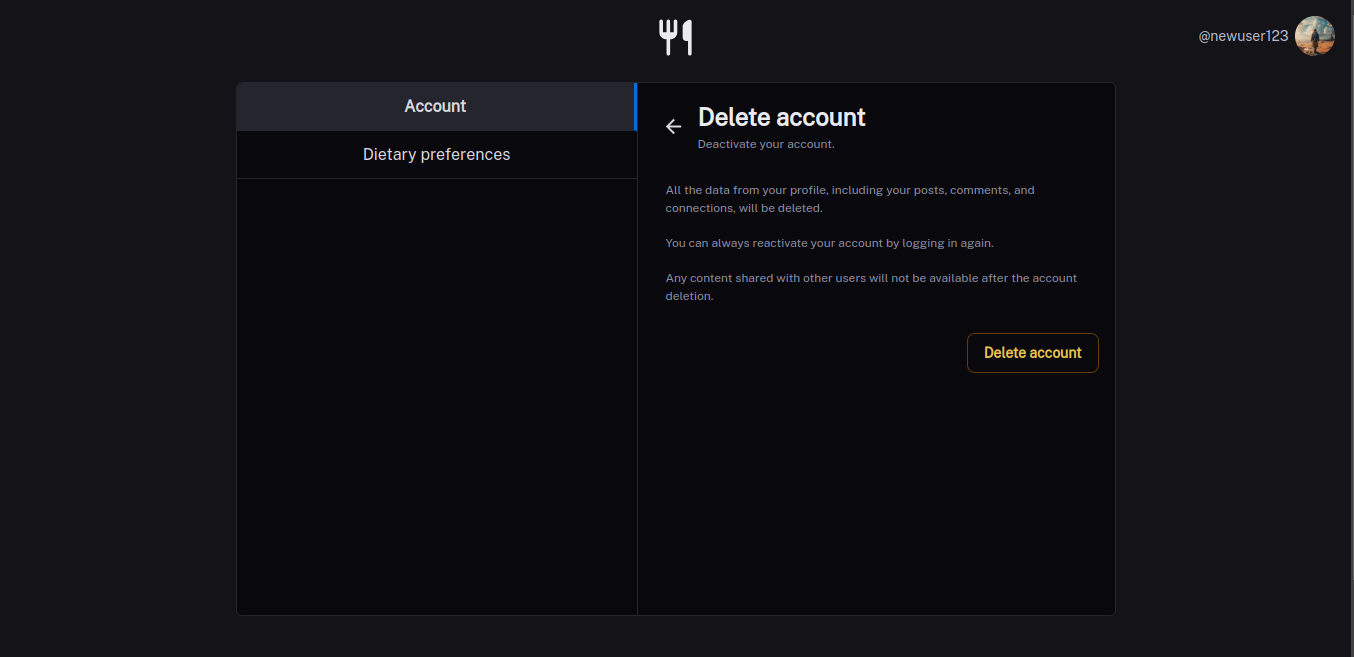 @newuser123
Account
Dietary preferences
Delete account
Deactivate your account.
All the data from your profile, including your posts, comments, and
connections, will be deleted.
You can always reactivate your account by logging in again.
Any content shared with other users will not be available after the account
deletion.
Delete account